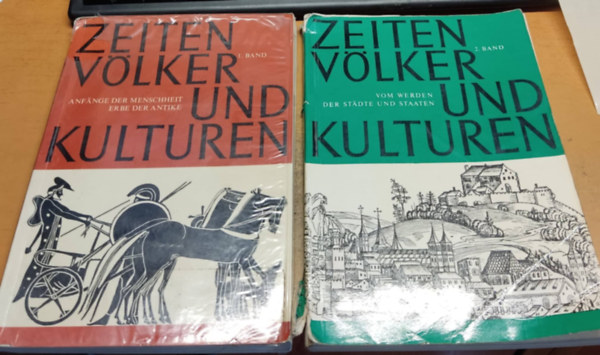 ZEITEN
1. BAND
VÖLKER
ANFÄNGE DER MENSCHHEIT
ERBE DER ANTIKE
UND
KULTUREN
ZEITEN
2. BAND
VÖLKER
VOM WERDEN
DER STÄDTE UND STAATEN
UND
KULTUREN